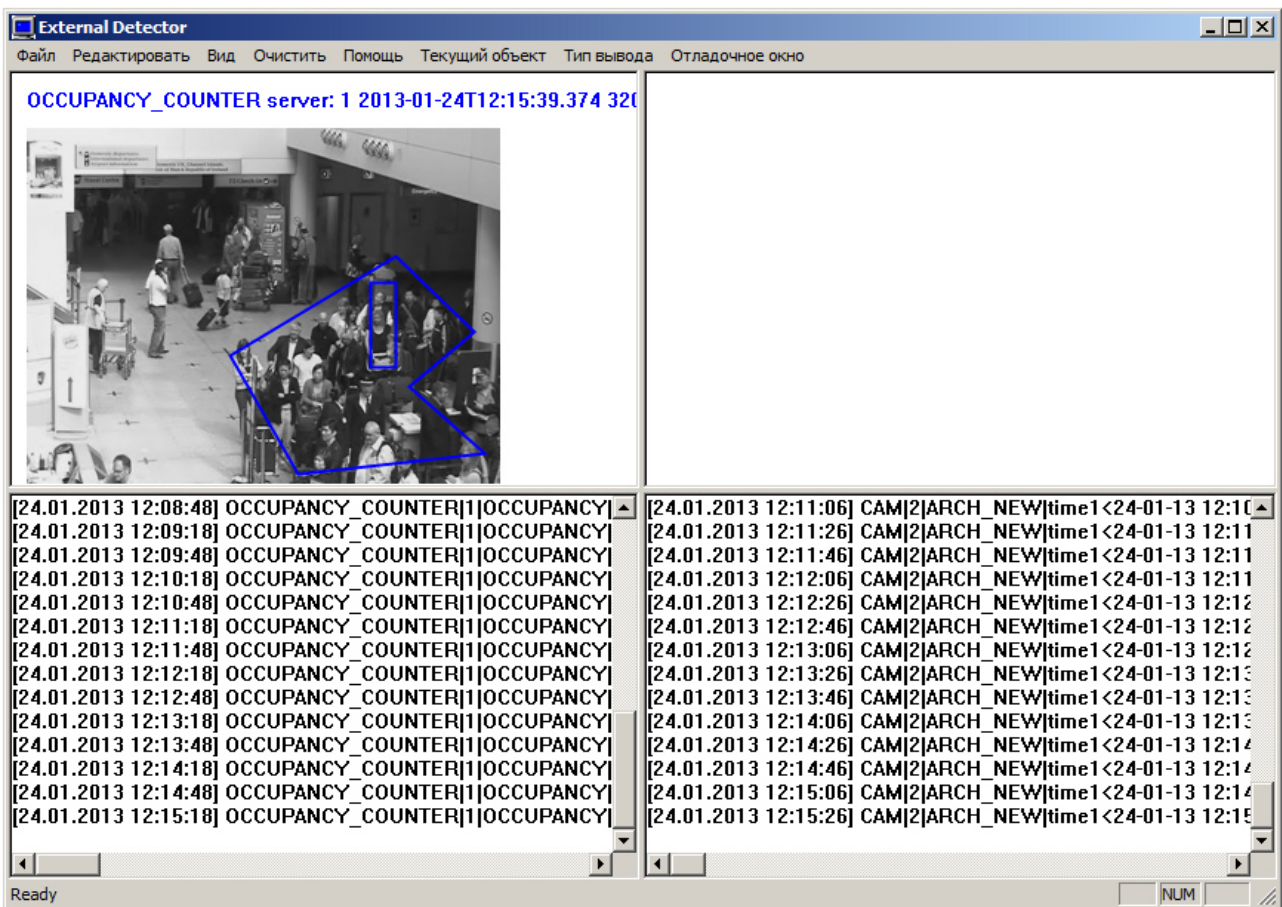 External Detector
Файл Редактировать Вид Очистить Помощь Текущий объект Тип вывода Отладочное окно
OCCUPANCY_COUNTER server: 1 2013-01-24T12:15:39.374 320
[24.01.2013 12:08:48] OCCUPANCY_COUNTER|1|OCCUPANCY|
[24.01.2013 12:09:18] OCCUPANCY_COUNTER|1|OCCUPANCY|
[24.01.2013 12:09:48] OCCUPANCY_COUNTER|1|OCCUPANCY|
[24.01.2013 12:10:18] OCCUPANCY_COUNTER|1|OCCUPANCY|
[24.01.2013 12:10:48] OCCUPANCY_COUNTER|1|OCCUPANCY|
[24.01.2013 12:11:18] OCCUPANCY_COUNTER|1|OCCUPANCY|
[24.01.2013 12:11:48] OCCUPANCY_COUNTER|1|OCCUPANCY|
[24.01.2013 12:12:18] OCCUPANCY_COUNTER|1|OCCUPANCY|
[24.01.2013 12:12:48] OCCUPANCY_COUNTER|1|OCCUPANCY|
[24.01.2013 12:13:18] OCCUPANCY_COUNTER|1|OCCUPANCY|
[24.01.2013 12:13:48] OCCUPANCY_COUNTER|1|OCCUPANCY|
[24.01.2013 12:14:18] OCCUPANCY_COUNTER|1|OCCUPANCY|
[24.01.2013 12:14:48] OCCUPANCY_COUNTER|1|OCCUPANCY|
[24.01.2013 12:15:18] OCCUPANCY_COUNTER|1|OCCUPANCY|
[24.01.2013 12:11:06] CAM|2|ARCH_NEW|time1<24-01-13 12:10
[24.01.2013 12:11:26] CAM|2|ARCH_NEW|time1<24-01-13 12:11
[24.01.2013 12:11:46] CAM|2|ARCH_NEW|time1<24-01-13 12:11
[24.01.2013 12:12:06] CAM|2|ARCH_NEW|time1<24-01-13 12:11
[24.01.2013 12:12:26] CAM|2|ARCH_NEW|time1<24-01-13 12:12
[24.01.2013 12:12:46] CAM|2|ARCH_NEW|time1<24-01-13 12:12
[24.01.2013 12:13:06] CAM|2|ARCH_NEW|time1<24-01-13 12:12
[24.01.2013 12:13:26] CAM|2|ARCH_NEW|time1<24-01-13 12:13
[24.01.2013 12:13:46] CAM|2|ARCH_NEW|time1<24-01-13 12:13
[24.01.2013 12:14:06] CAM|2|ARCH_NEW|time1<24-01-13 12:13
[24.01.2013 12:14:26] CAM|2|ARCH_NEW|time1<24-01-13 12:14
[24.01.2013 12:14:46] CAM|2|ARCH_NEW|time1<24-01-13 12:14
[24.01.2013 12:15:06] CAM|2|ARCH_NEW|time1<24-01-13 12:14
[24.01.2013 12:15:26] CAM|2|ARCH_NEW|time1<24-01-13 12:15
Ready
NUM